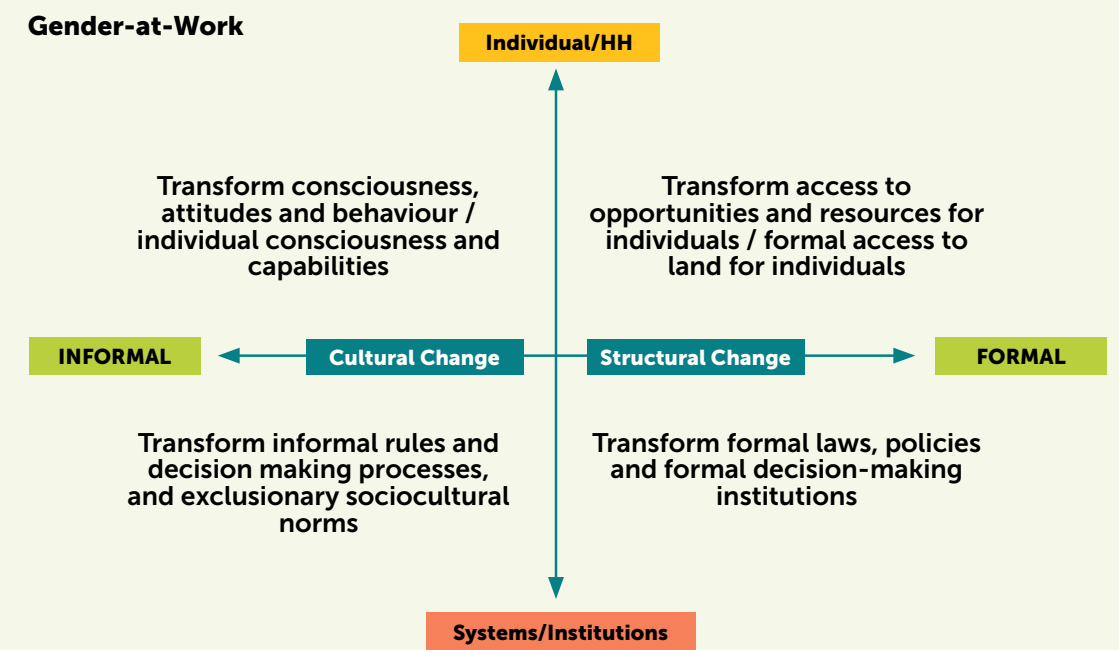 Gender-at-Work
Individual/HH
Transform consciousness,
attitudes and behaviour /
individual consciousness and
capabilities
Transform access to
opportunities and resources for
individuals / formal access to
land for individuals
INFORMAL
Cultural Change
Structural Change
FORMAL
Transform informal rules and
decision making processes,
and exclusionary sociocultural
norms
Transform formal laws, policies
and formal decision-making
institutions
Systems/Institutions